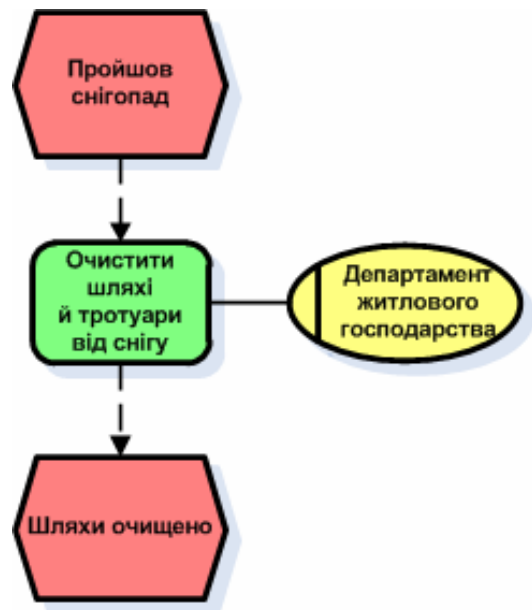 Пройшов
снігопад
Очистити
шляхі
й тротуари
від снігу
Департамент
житлового
господарства
Шляхи очищено